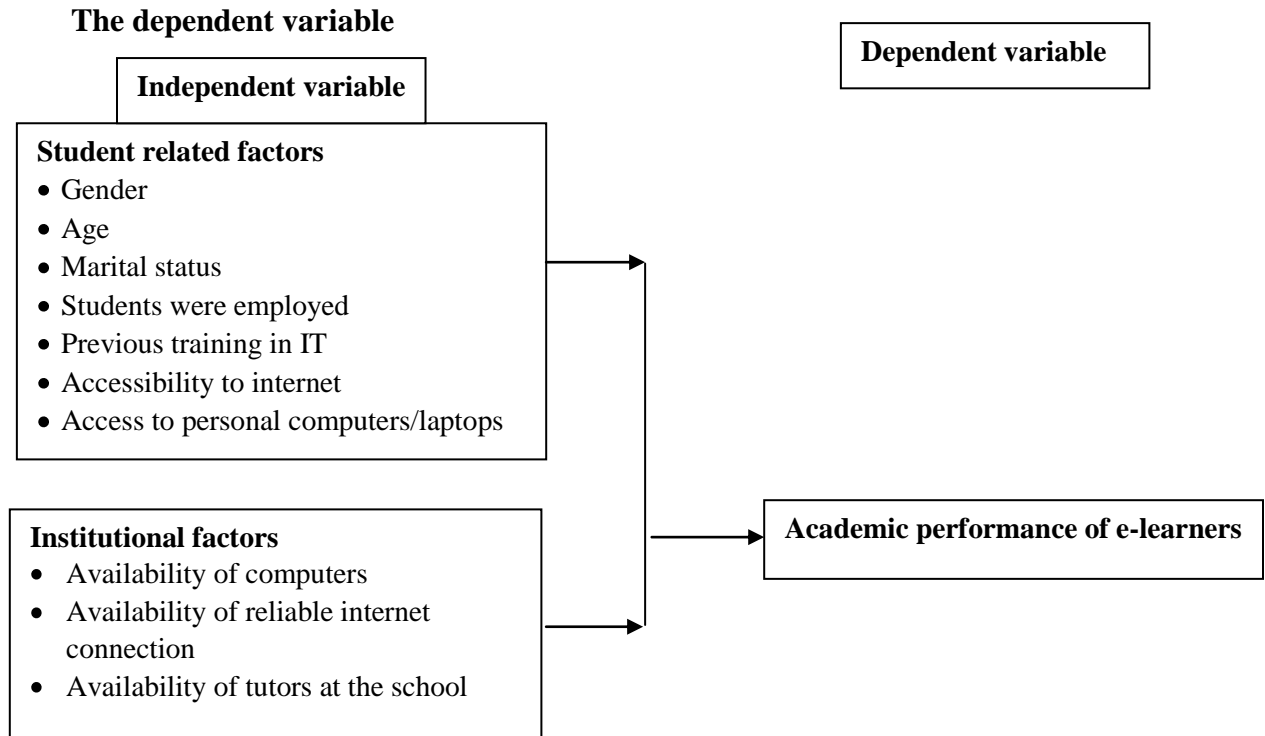 The dependent variable
Independent variable
Dependent variable
Student related factors
• Gender
• Age
• Marital status
• Students were employed
• Previous training in IT
• Accessibility to internet
• Access to personal computers/laptops
Institutional factors
• Availability of computers
• Availability of reliable internet
connection
• Availability of tutors at the school
Academic performance of e-learners